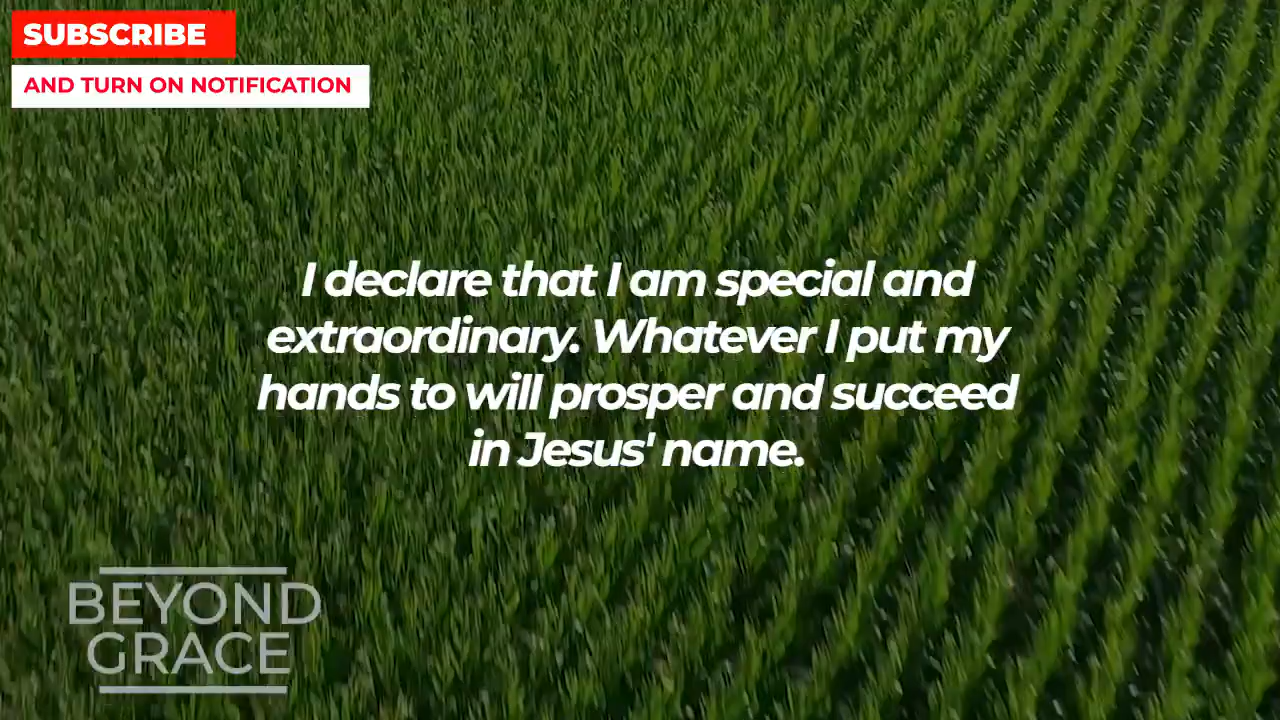 SUBSCRIBE
AND TURN ON NOTIFICATION
I declare that I am special and
extraordinary. Whatever I put my
hands to will prosper and succeed
in Jesus' name.
BEYOND
GRACE